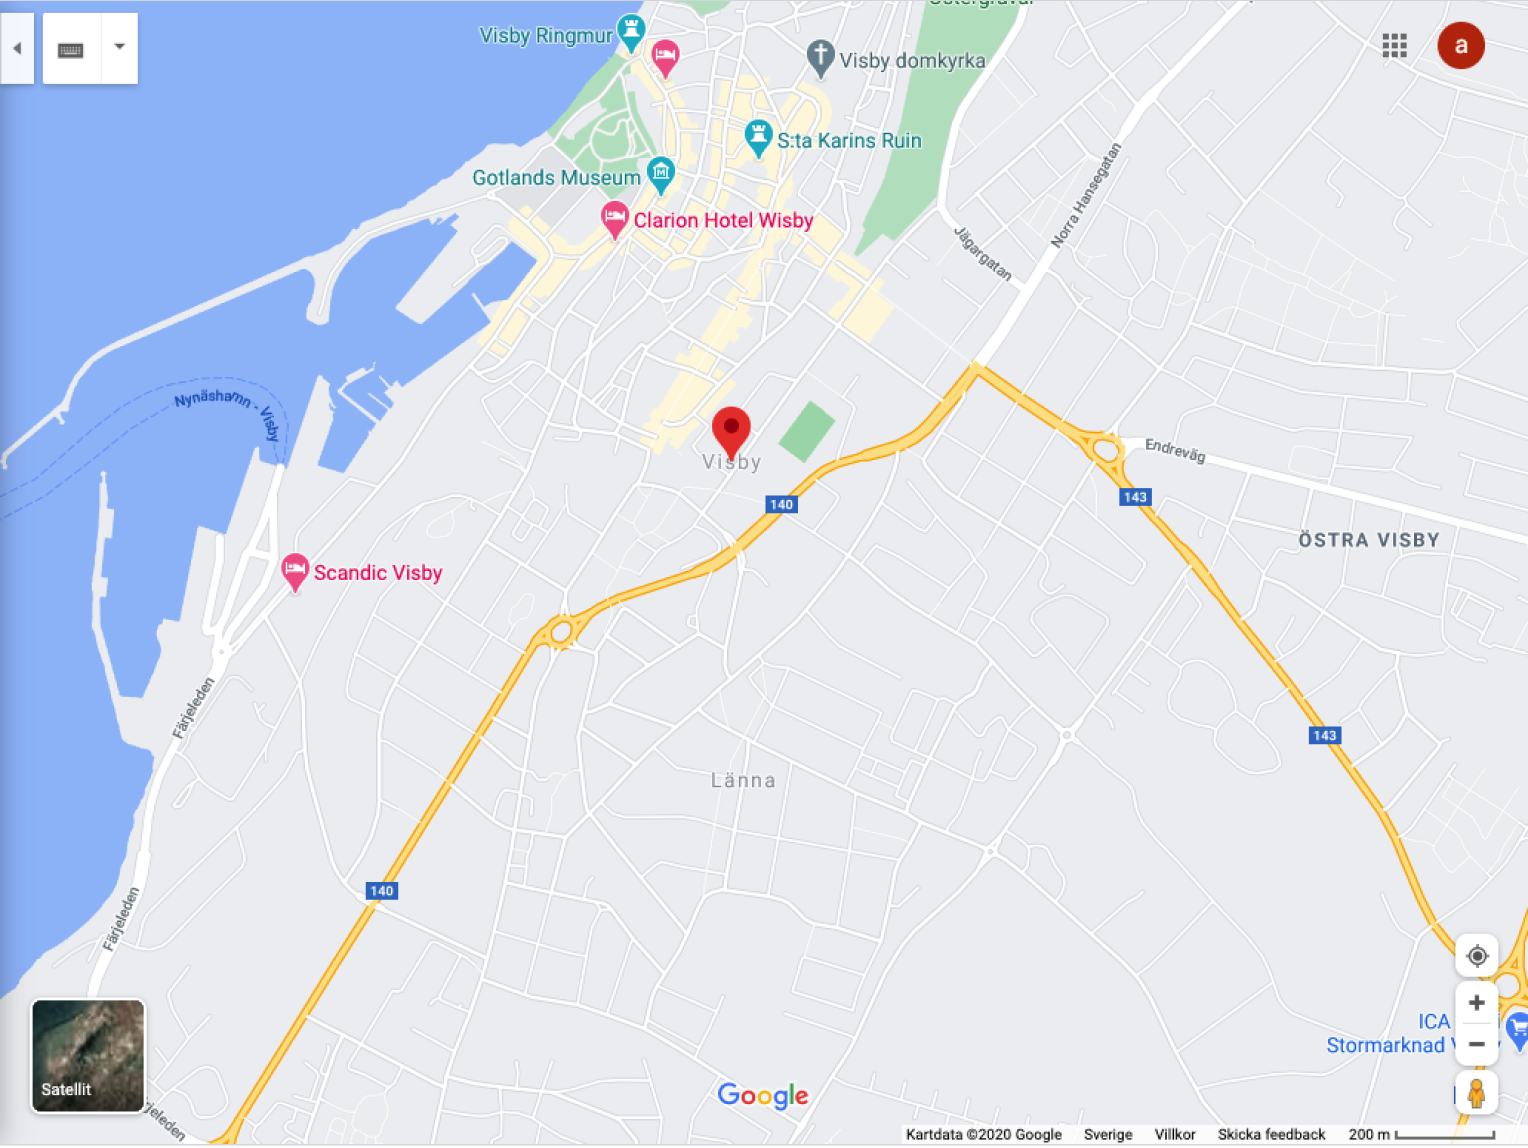 Östergravar
Visby Ringmur
Visby domkyrka
a
S:ta Karins Ruin
Gotlands Museum
Clarion Hotel Wisby
Norra Hansegatan
Jägargatan
Nynäshamn - Visby
Endreväg
Visby
140
143
ÖSTRA VISBY
Scandic Visby
Färjeleden
143
Länna
140
Färjeleden
ICA
Stormarknad
Satellit
Google
Kartdata ©2020 Google Sverige Villkor Skicka feedback 200 m